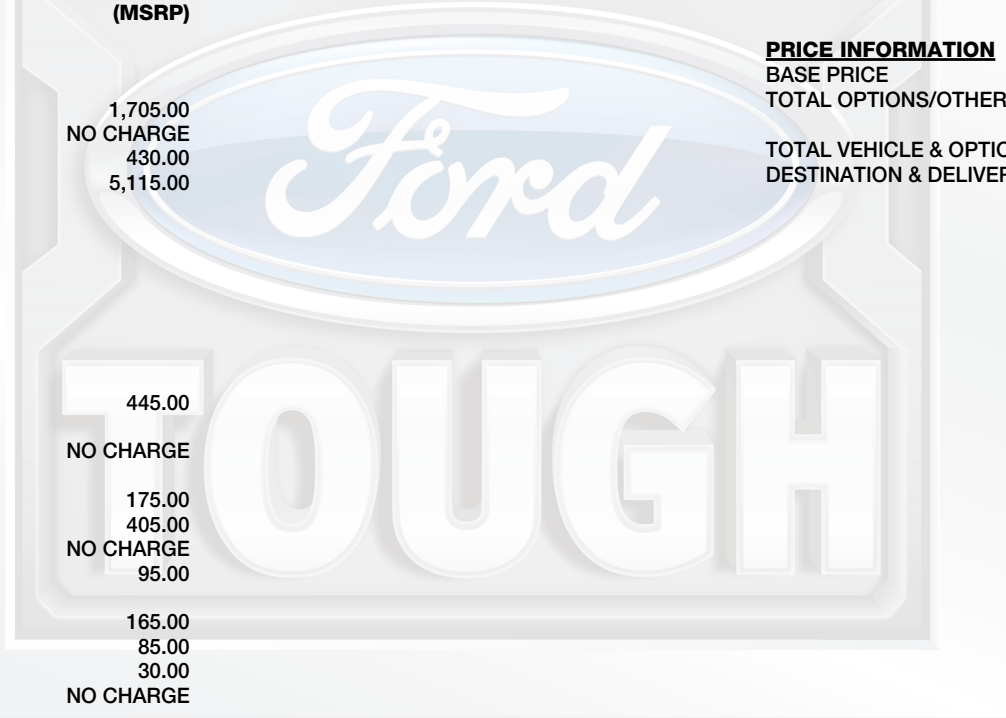 (MSRP)
1,705.00
NO CHARGE
430.00
5,115.00
445.00
NO CHARGE
175.00
405.00
NO CHARGE
95.00
165.00
85.00
30.00
NO CHARGE
PRICE INFORMATION
BASE PRICE
TOTAL OPTIONS/OTHER
TOTAL VEHICLE & OPTIO
DESTINATION & DELIVER
Ford
TOUGH